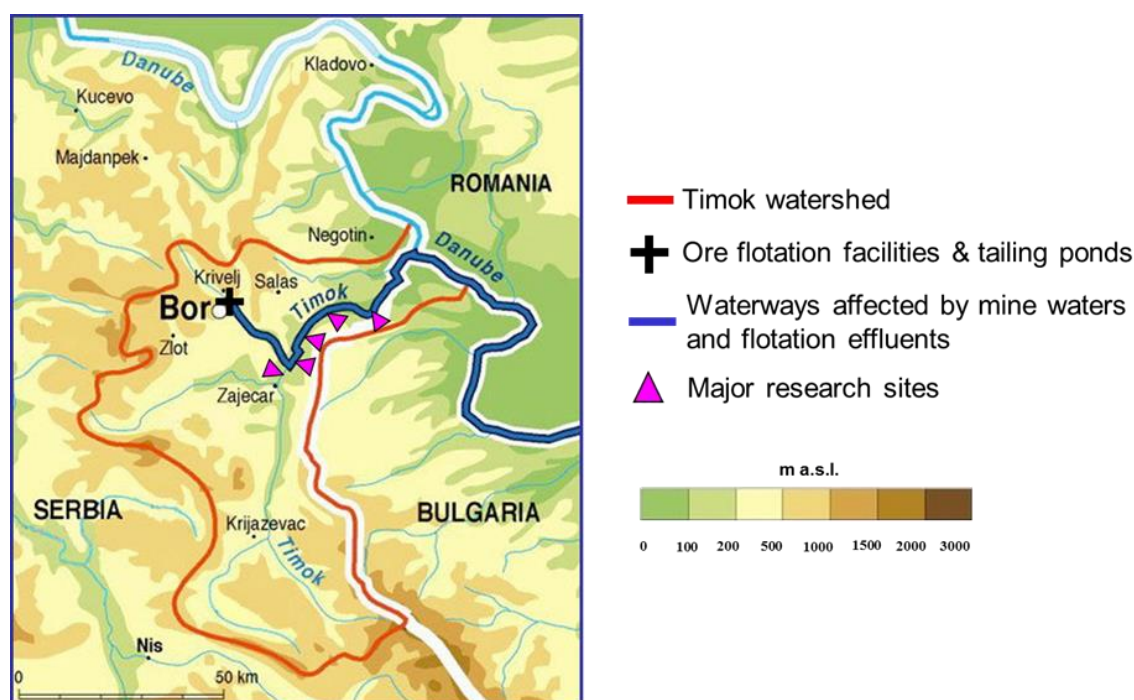 Danube
Kladovo
Kucevo
Majdanpek
ROMANIA
Negotin
Danube
Krivelj
Salas
Bor
Timok
Zlot
Zajecar
SERBIA
BULGARIA
Krijazevac
Timok
Nis
0
50 km
Timok watershed
Ore flotation facilities & tailing ponds
Waterways affected by mine waters
and flotation effluents
Major research sites
m a.s.l.
0 100 200 500 1000 1500 2000 3000